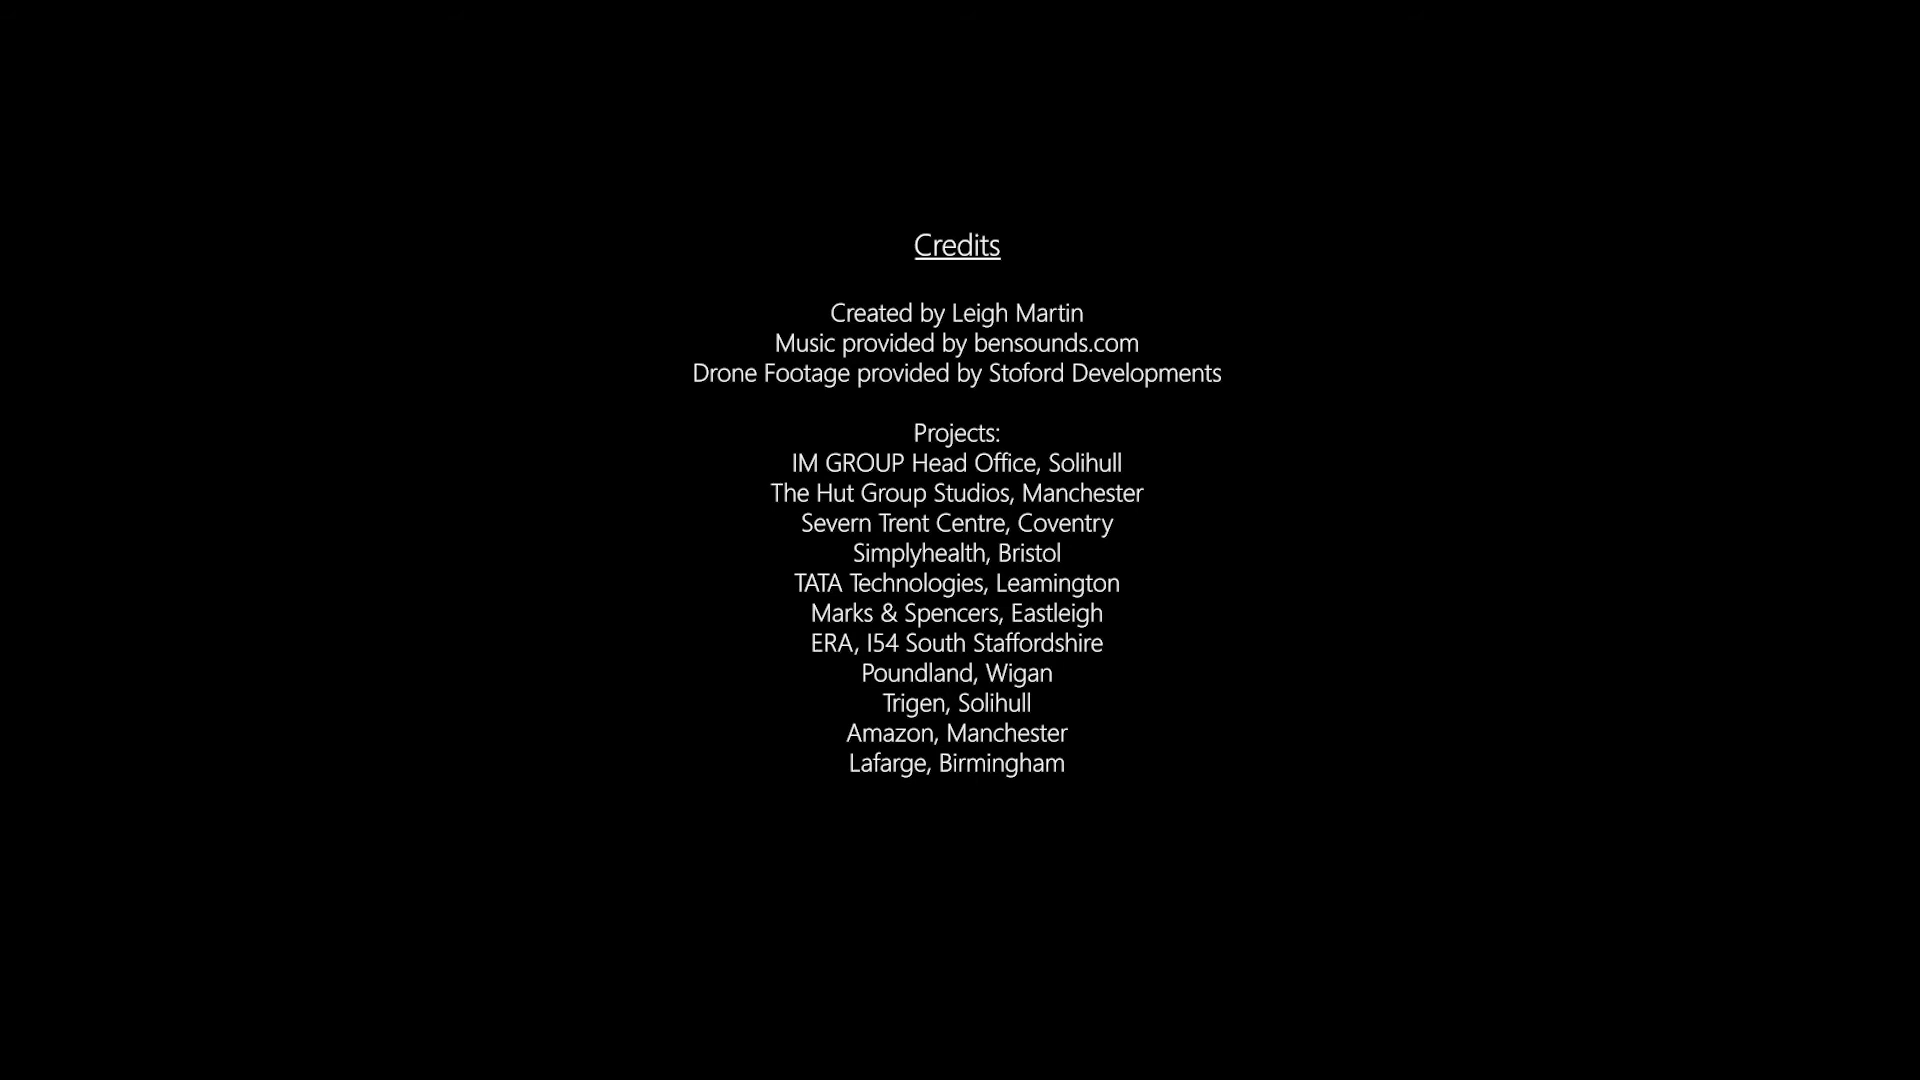 Credits
Created by Leigh Martin
Music provided by bensounds.com
Drone Footage provided by Stoford Developments
Projects:
IM GROUP Head Office, Solihull
The Hut Group Studios, Manchester
Severn Trent Centre, Coventry
Simplyhealth, Bristol
TATA Technologies, Leamington
Marks & Spencers, Eastleigh
ERA, I54 South Staffordshire
Poundland, Wigan
Trigen, Solihull
Amazon, Manchester
Lafarge, Birmingham